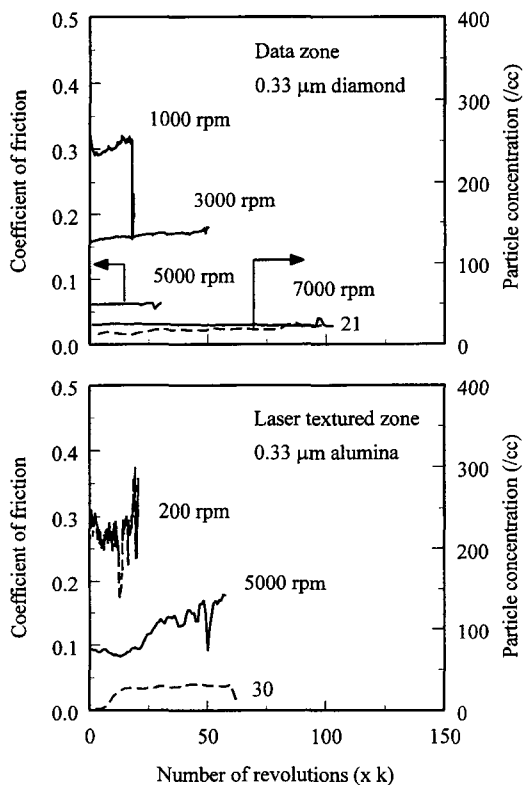 0.5
0.4
0.3
0.2
0.1
0.0
Coefficient of friction
Data zone
0.33 μm diamond
1000 rpm
3000 rpm
5000 rpm
7000 rpm
21
400
300
200
100
0
Particle concentration (/cc)
0.5
0.4
0.3
0.2
0.1
0.0
Coefficient of friction
Laser textured zone
0.33 μm alumina
200 rpm
5000 rpm
30
400
300
200
100
0
Particle concentration (/cc)
0 50 100 150
Number of revolutions (x k)